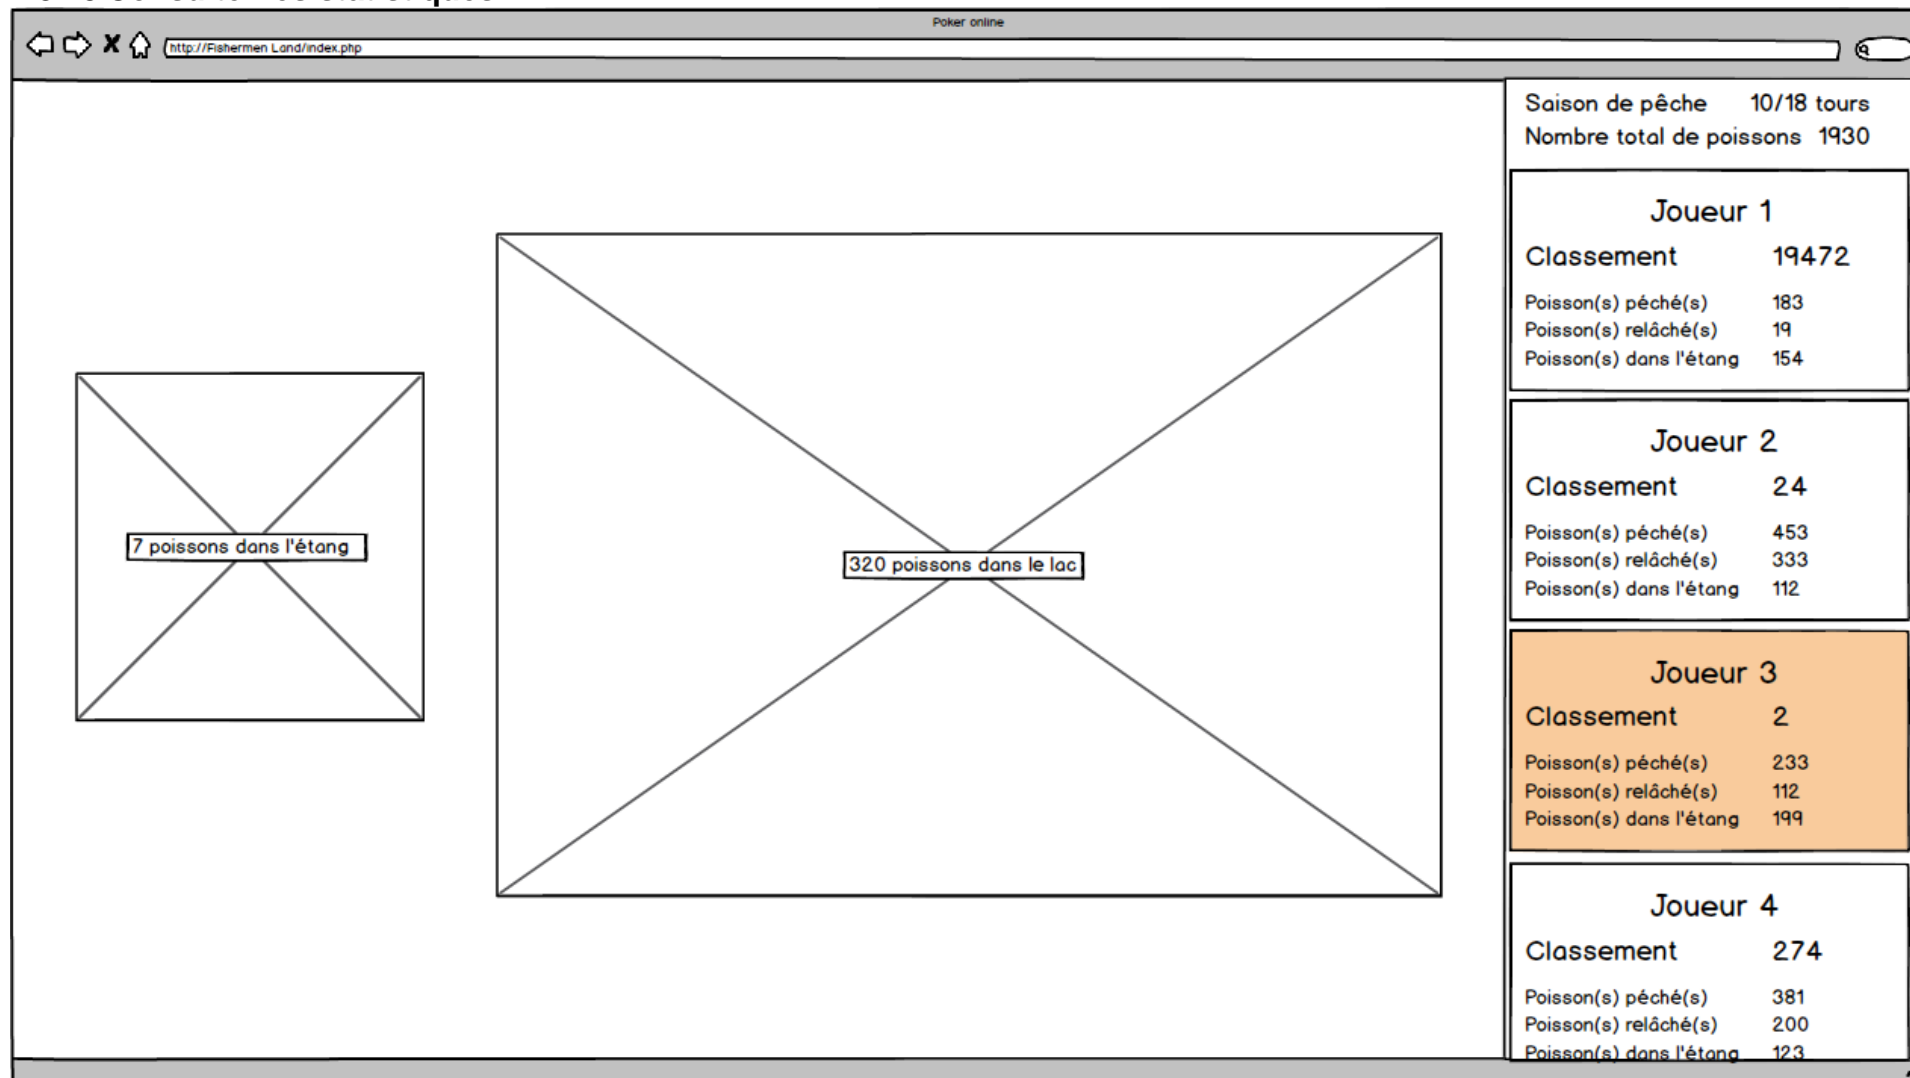 Poker online
http://Fishermen Land/index.php
Saison de pêche 10/18 tours
Nombre total de poissons 1930
Joueur 1
Classement 19472
Poisson(s) péché(s) 183
Poisson(s) relâché(s) 19
Poisson(s) dans l'étang 154
Joueur 2
Classement 24
Poisson(s) péché(s) 453
Poisson(s) relâché(s) 333
Poisson(s) dans l'étang 112
Joueur 3
Classement 2
Poisson(s) péché(s) 233
Poisson(s) relâché(s) 112
Poisson(s) dans l'étang 199
Joueur 4
Classement 274
Poisson(s) péché(s) 381
Poisson(s) relâché(s) 200
Poisson(s) dans l'étang 123
7 poissons dans l'étang
320 poissons dans le lac